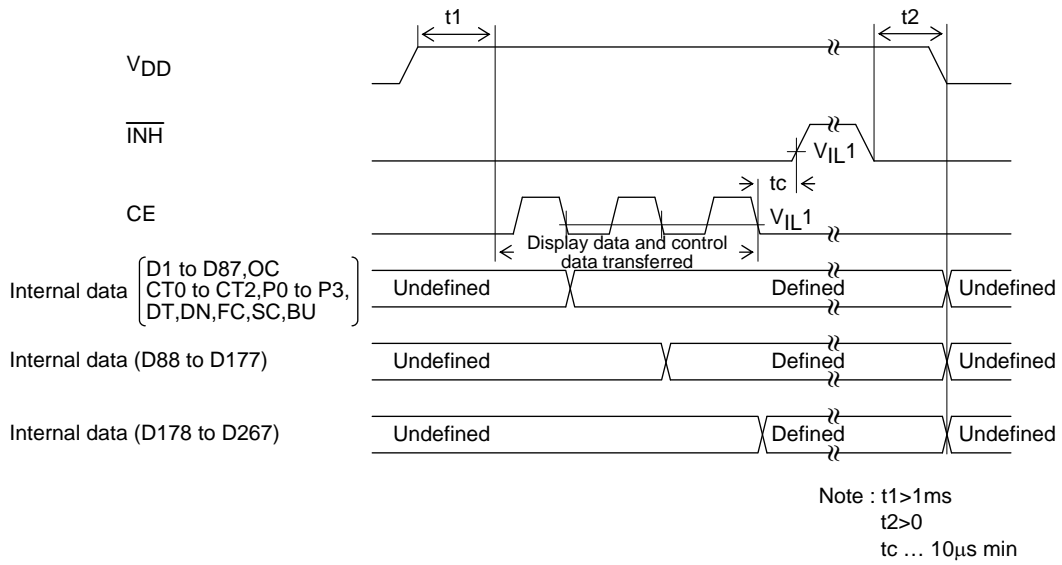 t1
t2
VDD
INH
VIL1
tc
CE
VIL1
Display data and control
data transferred
Internal data
D1 to D87,OC
CT0 to CT2,P0 to P3,
DT,DN,FC,SC,BU
Undefined
Defined
Undefined
Internal data (D88 to D177)
Undefined
Defined
Undefined
Internal data (D178 to D267)
Undefined
Defined
Undefined
Note : t1>1ms
t2>0
tc … 10μs min